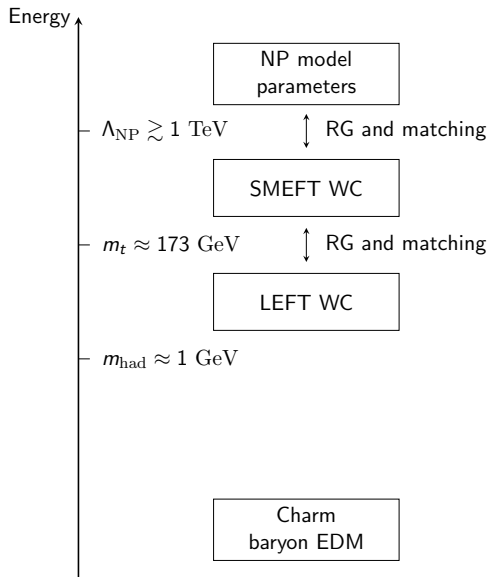 Energy
NP model
parameters
Λ_NP ≳ 1 TeV
RG and matching
SMEFT WC
m_t ≈ 173 GeV
RG and matching
LEFT WC
m_had ≈ 1 GeV
Charm
baryon EDM